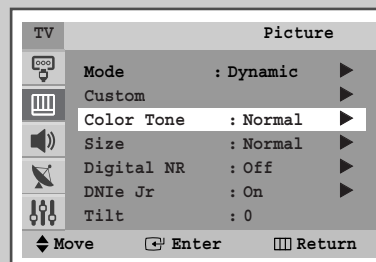 TV Picture
Mode : Dynamic
Custom
Color Tone : Normal
Size : Normal
Digital NR : Off
DNIe Jr : On
Tilt : 0
Move Enter Return